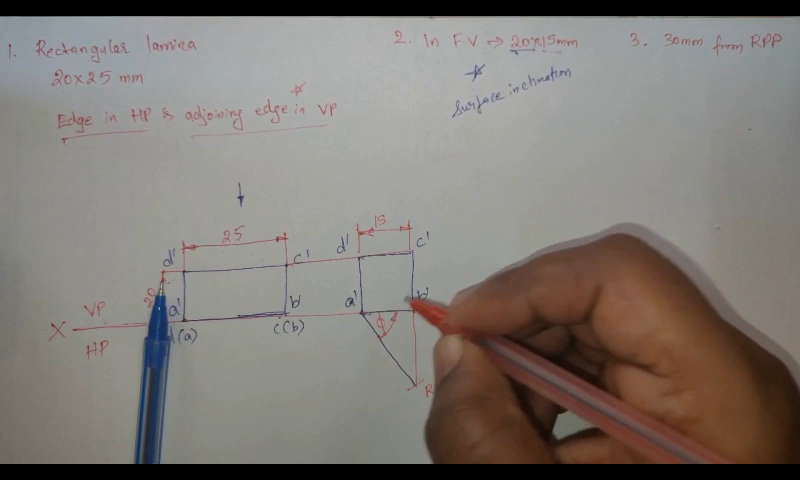 1. Rectangular lamina
20x25 mm
Edge in HP & adjoining edge in VP
2. In FV → 20x15mm
Surface inclination
3. 30mm from RPP
25
15
d' c' d' c'
20
a' b' a' b'
X VP
HP
(a) c(b) φ
R